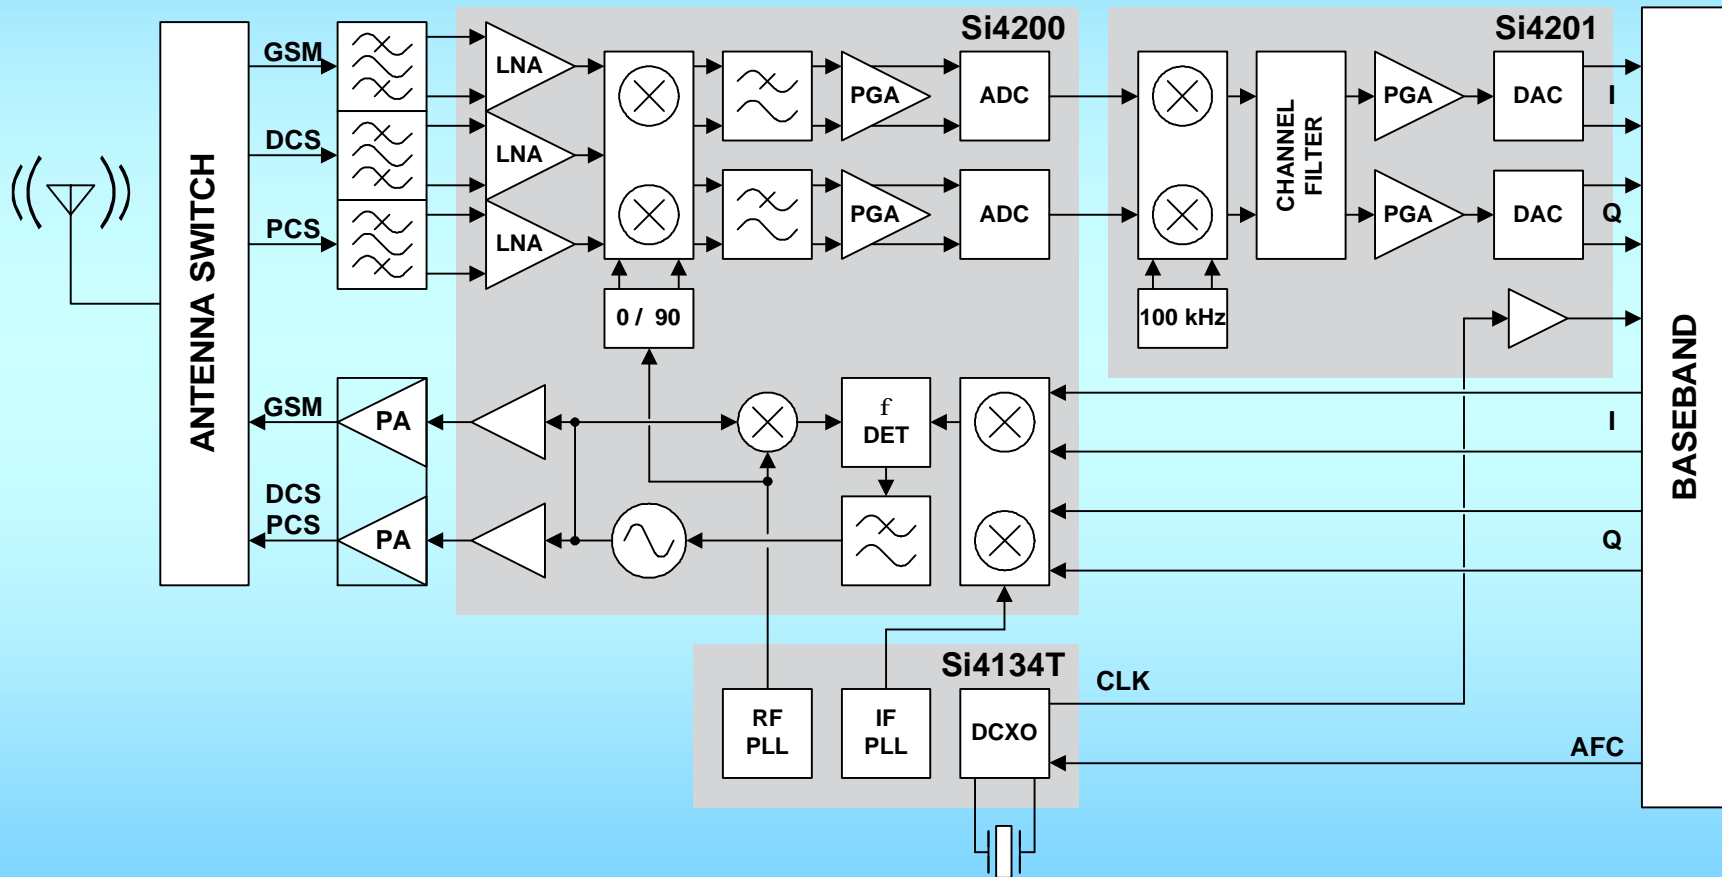 Si4200
Si4201
GSM
LNA
PGA
ADC
PGA
DAC
I
DCS
LNA
ANTENNA SWITCH
CHANNEL
FILTER
PCS
LNA
PGA
ADC
PGA
DAC
Q
0 / 90
100 kHz
BASEBAND
GSM
PA
f
DET
I
DCS
PCS
PA
Q
Si4134T
CLK
RF
PLL
IF
PLL
DCXO
AFC